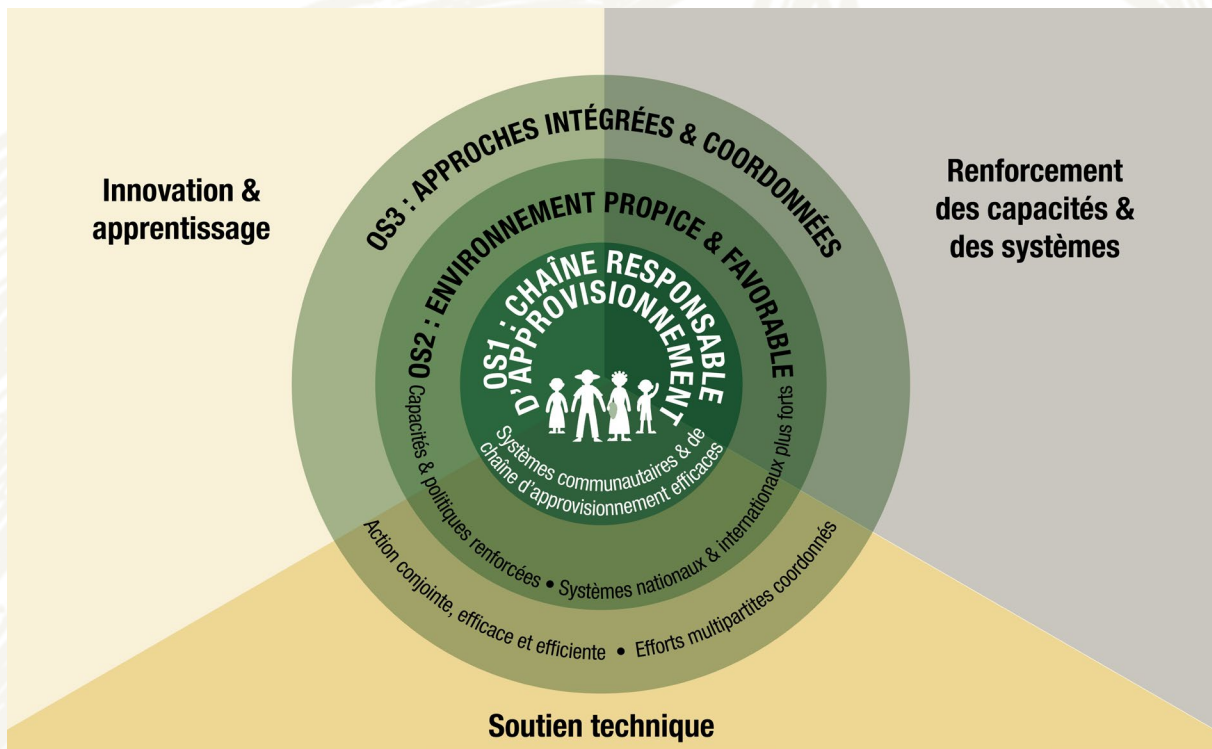 Innovation &
apprentissage
Renforcement
des capacités &
des systèmes
OS3 : APPROCHES INTÉGRÉES & COORDONNÉES
Action conjointe, efficace et efficiente • Efforts multipartites coordonnés
OS2 : ENVIRONNEMENT PROPICE & FAVORABLE
Capacités & politiques renforcées • Systèmes nationaux & internationaux plus forts
OS1 : CHAÎNE RESPONSABLE
D'APPROVISIONNEMENT
Systèmes communautaires & de
chaîne d'approvisionnement efficaces
Soutien technique